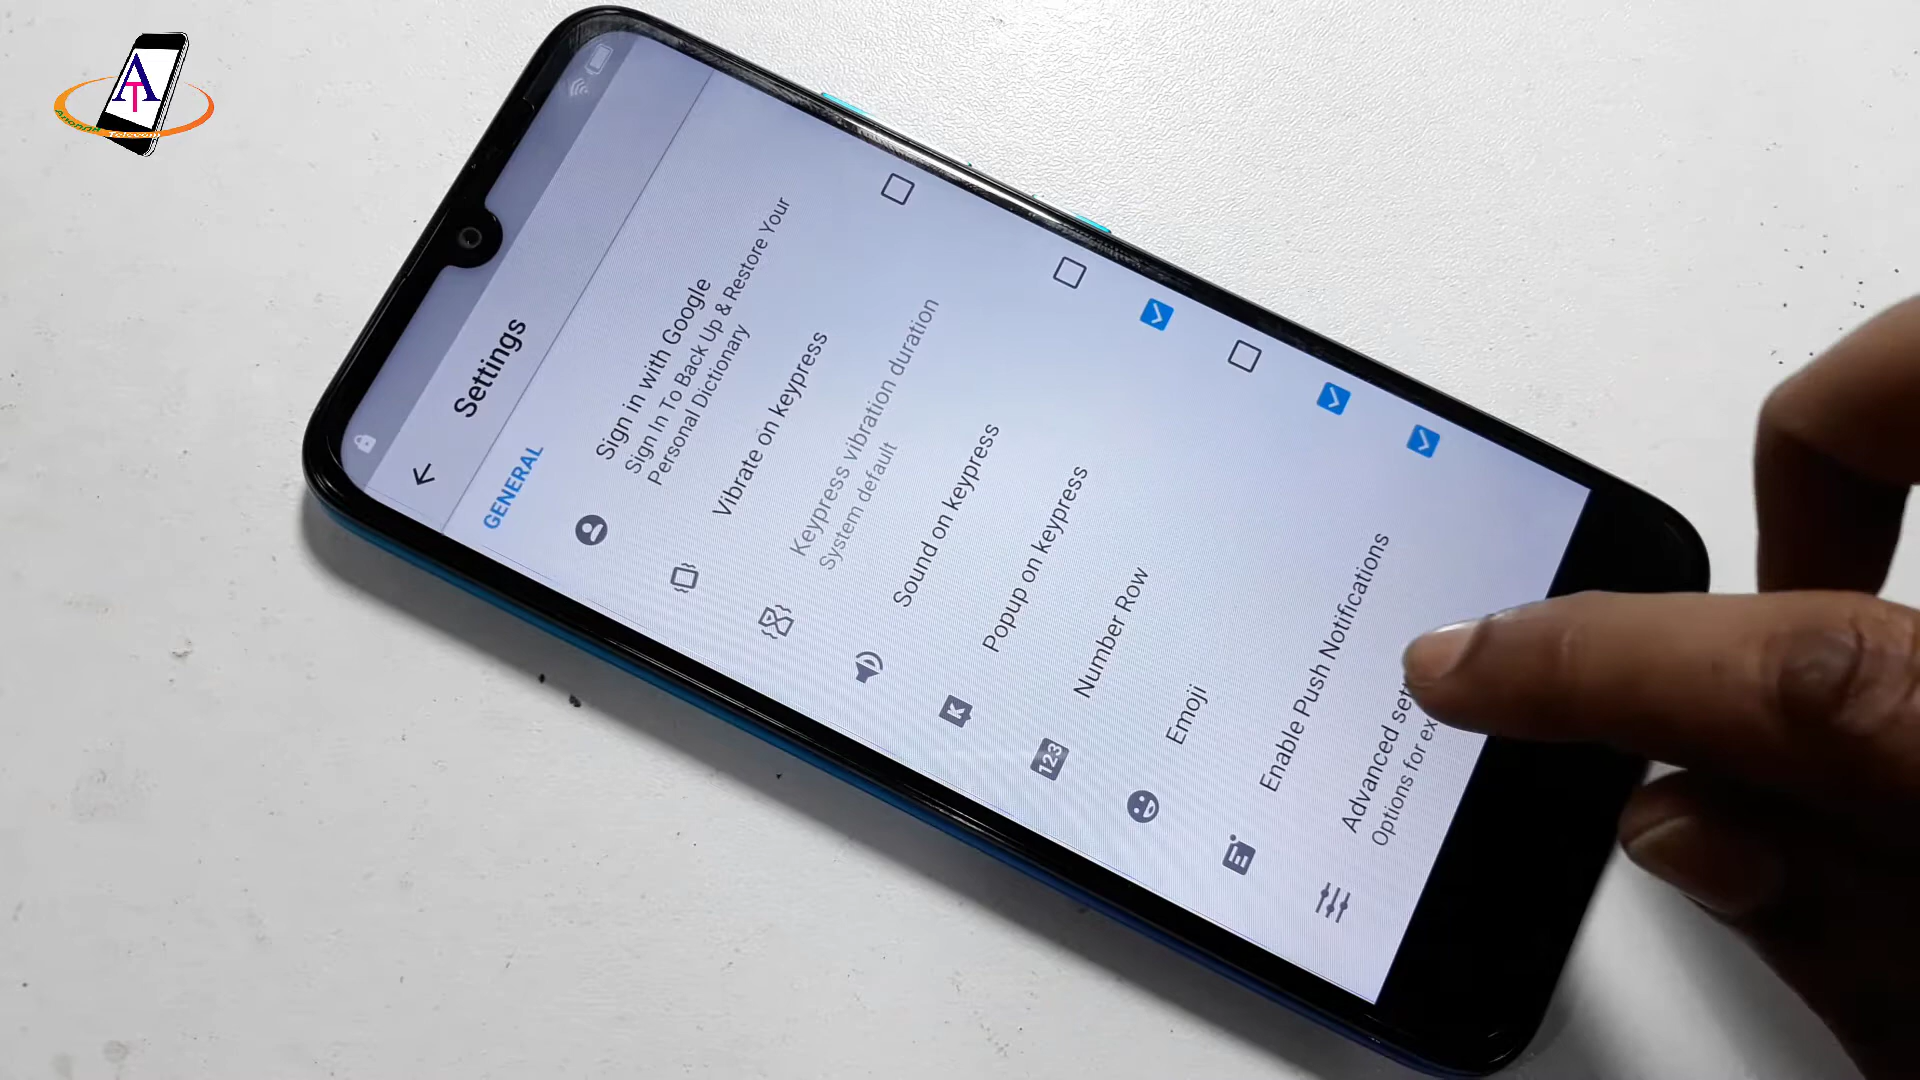 A
T
Telecom
Settings
GENERAL
Sign in with Google
Sign In To Back Up & Restore Your
Personal Dictionary
Vibrate on keypress
Keypress vibration duration
System default
Sound on keypress
Popup on keypress
K
Number Row
123
Emoji
Enable Push Notifications
Advanced
Options for